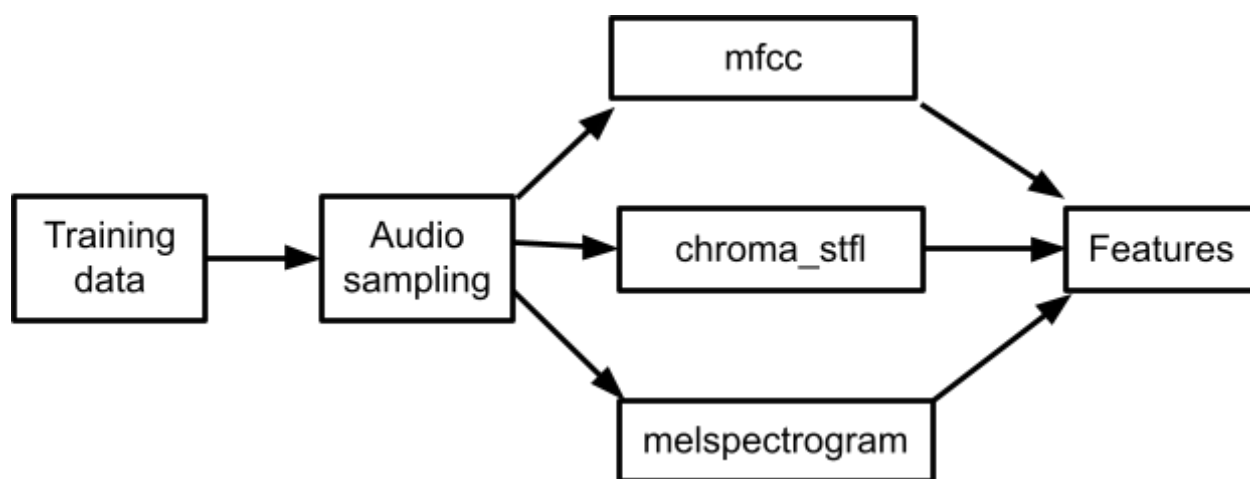 mfcc
Training
data
Audio
sampling
chroma_stfl
Features
melspectrogram